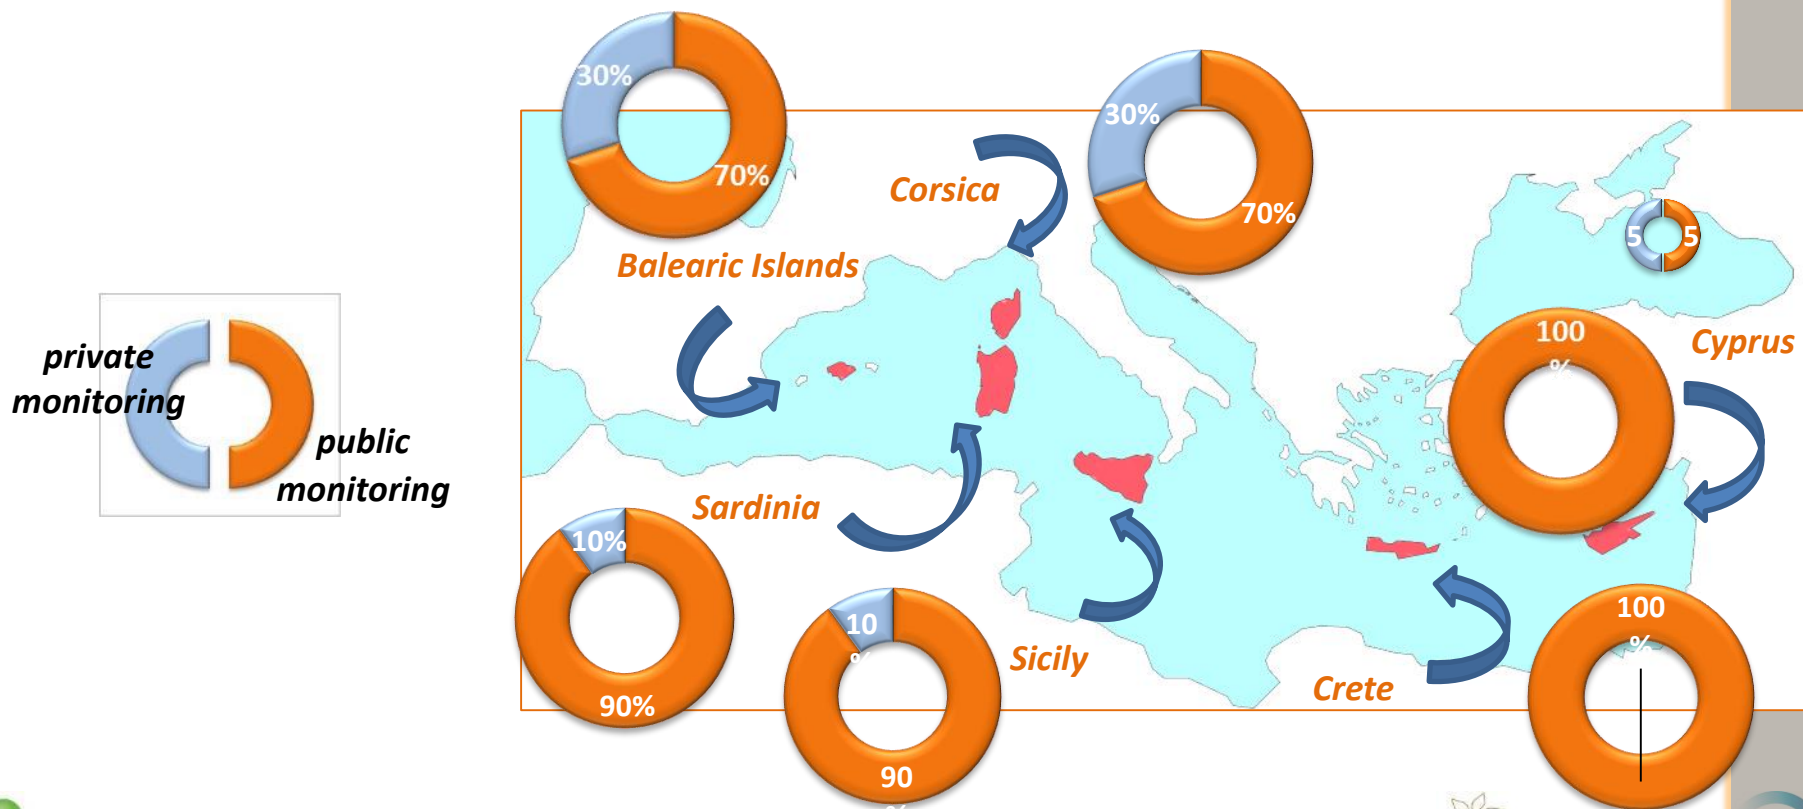 30%
70%
Balearic Islands
Corsica
30%
70%
5
5
Cyprus
100
%
private
monitoring
public
monitoring
Sardinia
10%
90%
10
%
90
%
Sicily
Crete
100
%